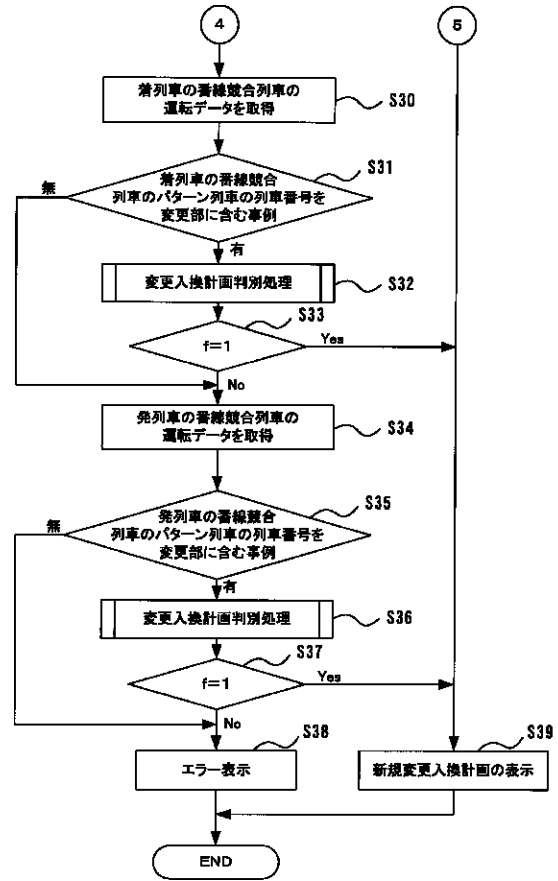 4
5
着列車の番線競合列車の
運転データを取得
S30
着列車の番線競合
列車のパターン列車の列車番号を
変更部に含む事例
S31
無
有
変更入換計画判別処理
S32
f=1
S33
Yes
No
発列車の番線競合列車の
運転データを取得
S34
発列車の番線競合
列車のパターン列車の列車番号を
変更部に含む事例
S35
無
有
変更入換計画判別処理
S36
f=1
S37
Yes
No
エラー表示
S38
新規変更入換計画の表示
S39
END